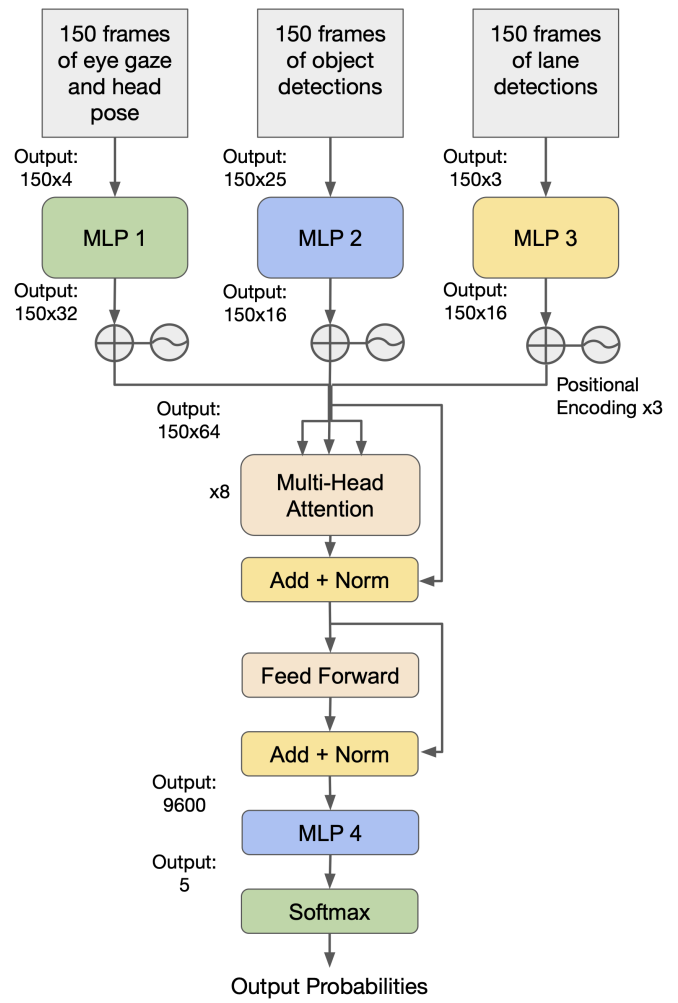 150 frames
of eye gaze
and head
pose
150 frames
of object
detections
150 frames
of lane
detections
Output:
150x4
Output:
150x25
Output:
150x3
MLP 1
MLP 2
MLP 3
Output:
150x32
Output:
150x16
Output:
150x16
Positional
Encoding x3
Output:
150x64
x8
Multi-Head
Attention
Add + Norm
Feed Forward
Add + Norm
Output:
9600
MLP 4
Output:
5
Softmax
Output Probabilities